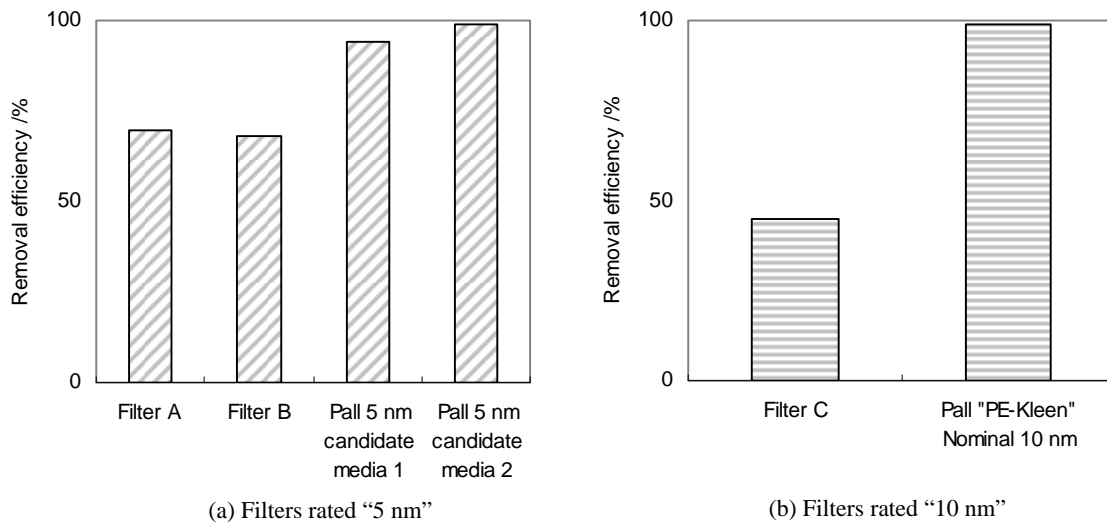 100
50
0
Removal efficiency /%
Filter A
Filter B
Pall 5 nm
candidate
media 1
Pall 5 nm
candidate
media 2
(a) Filters rated “5 nm”
100
50
0
Removal efficiency /%
Filter C
Pall "PE-Kleen"
Nominal 10 nm
(b) Filters rated “10 nm”